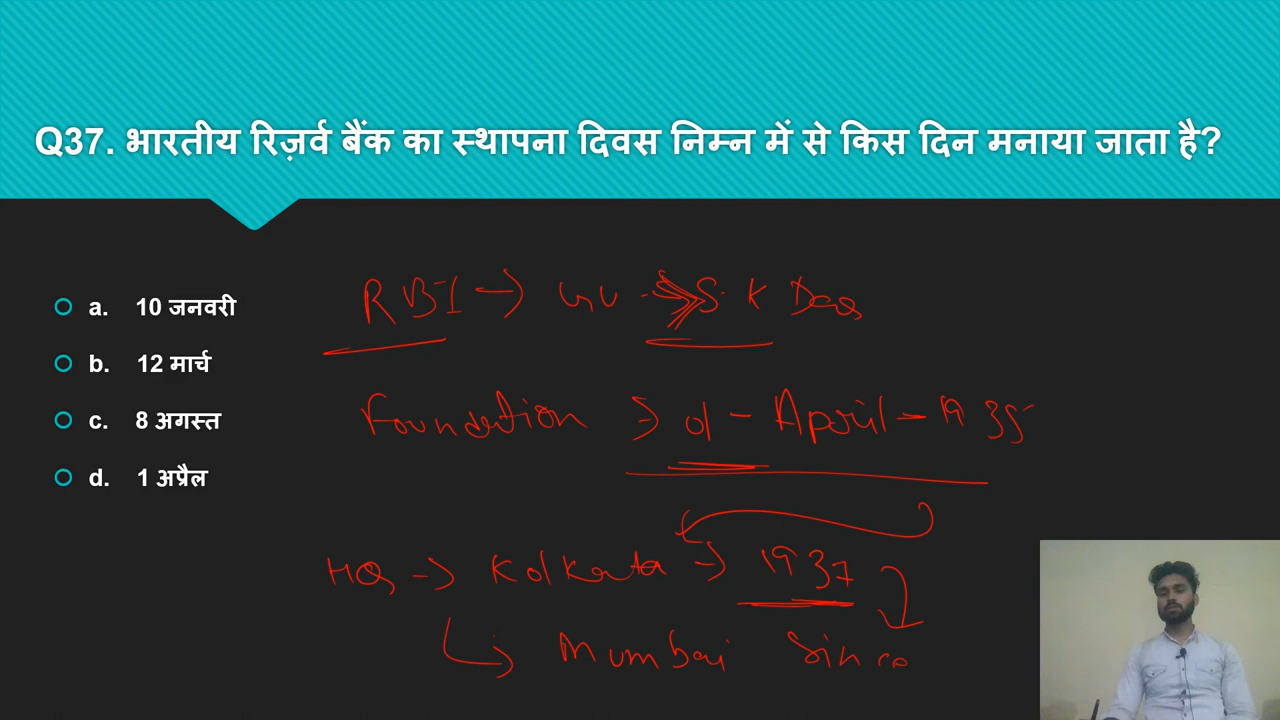 Q37. भारतीय रिज़र्व बैंक का स्थापना दिवस निम्न में से किस दिन मनाया जाता है?
a. 10 जनवरी
b. 12 मार्च
c. 8 अगस्त
d. 1 अप्रैल
RBI → → S.K Das
Foundation → 01 - April - 1935
HQ → Kolkata → 1937
↳ Mumbai Since